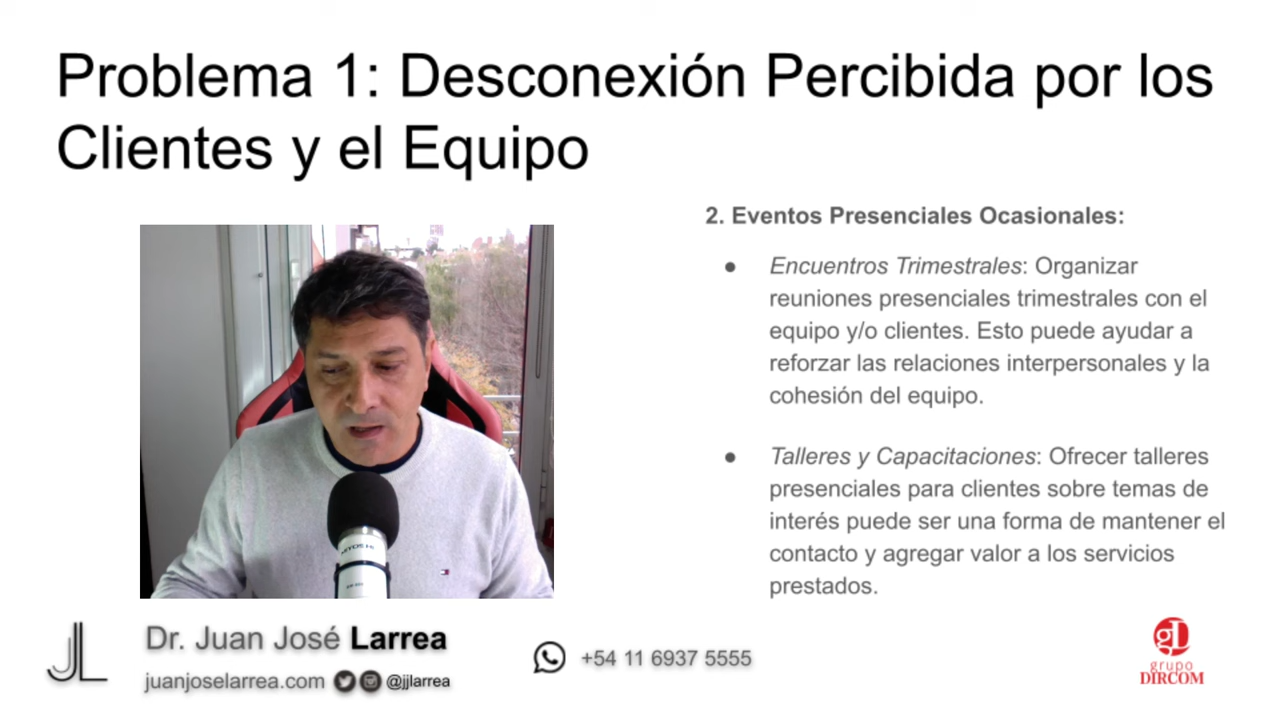 Problema 1: Desconexión Percibida por los
Clientes y el Equipo
2. Eventos Presenciales Ocasionales:
● Encuentros Trimestrales: Organizar
reuniones presenciales trimestrales con el
equipo y/o clientes. Esto puede ayudar a
reforzar las relaciones interpersonales y la
cohesión del equipo.
● Talleres y Capacitaciones: Ofrecer talleres
presenciales para clientes sobre temas de
interés puede ser una forma de mantener el
contacto y agregar valor a los servicios
prestados.
JL
Dr. Juan José Larrea
juanjoselarrea.com @jjlarrea
+54 11 6937 5555
grupo
DIRCOM